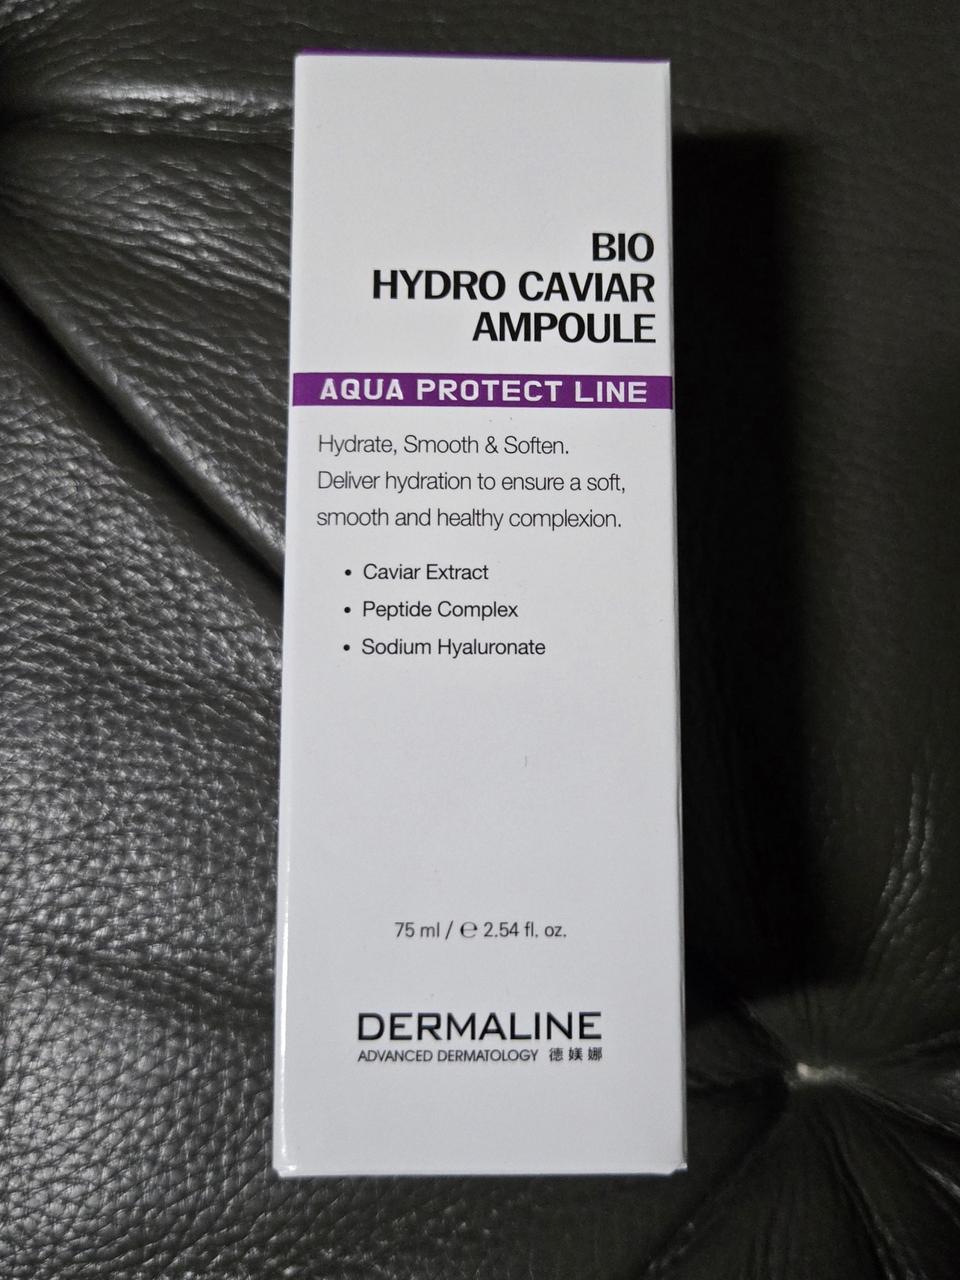 BIO
HYDRO CAVIAR
AMPOULE
AQUA PROTECT LINE
Hydrate, Smooth & Soften.
Deliver hydration to ensure a soft,
smooth and healthy complexion.
• Caviar Extract
• Peptide Complex
• Sodium Hyaluronate
75 ml / ℮ 2.54 fl. oz.
DERMALINE
ADVANCED DERMATOLOGY 德媄娜